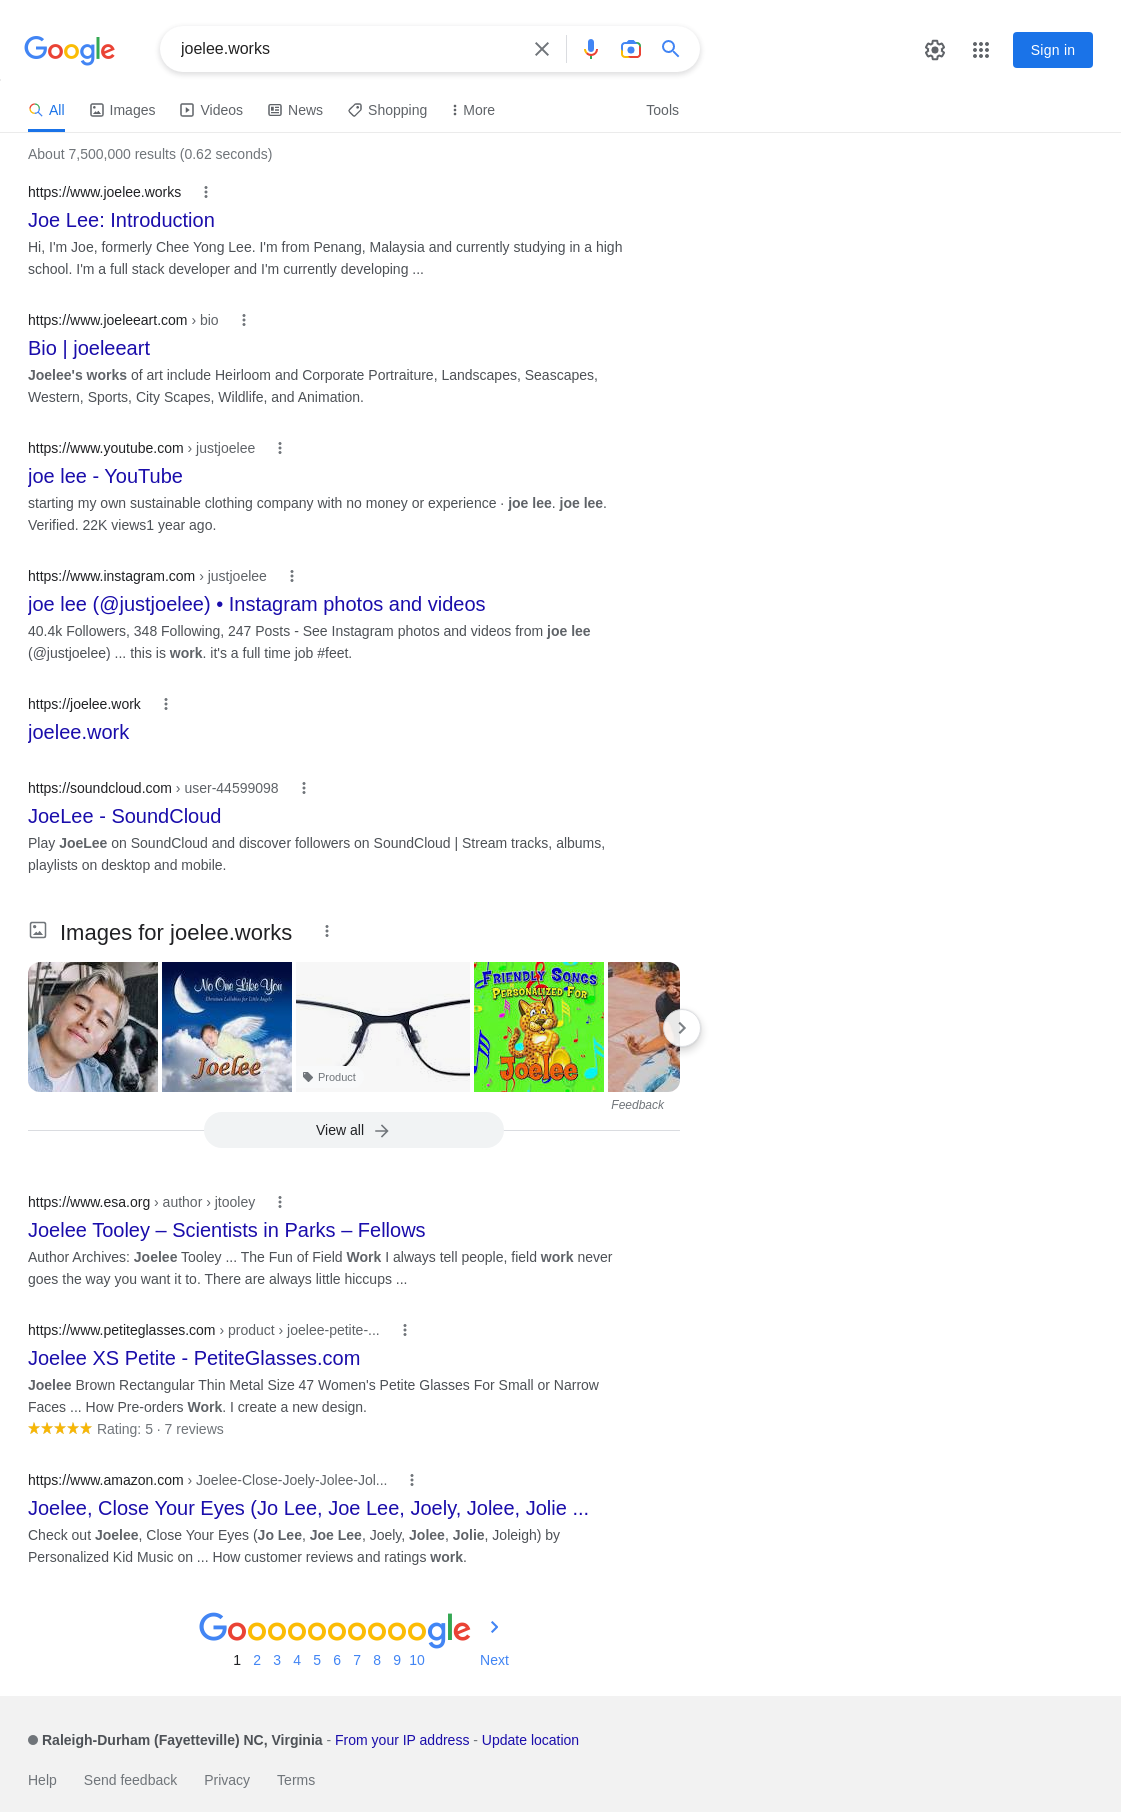 Google
joelee.works
Sign in
All
Images
Videos
News
Shopping
More
Tools
About 7,500,000 results (0.62 seconds)
https://www.joelee.works
Joe Lee: Introduction
Hi, I'm Joe, formerly Chee Yong Lee. I'm from Penang, Malaysia and currently studying in a high
school. I'm a full stack developer and I'm currently developing ...
https://www.joeleeart.com › bio
Bio | joeleeart
Joelee's works of art include Heirloom and Corporate Portraiture, Landscapes, Seascapes,
Western, Sports, City Scapes, Wildlife, and Animation.
https://www.youtube.com › justjoelee
joe lee - YouTube
starting my own sustainable clothing company with no money or experience · joe lee. joe lee.
Verified. 22K views1 year ago.
https://www.instagram.com › justjoelee
joe lee (@justjoelee) • Instagram photos and videos
40.4k Followers, 348 Following, 247 Posts - See Instagram photos and videos from joe lee
(@justjoelee) ... this is work. it's a full time job #feet.
https://joelee.work
joelee.work
https://soundcloud.com › user-44599098
JoeLee - SoundCloud
Play JoeLee on SoundCloud and discover followers on SoundCloud | Stream tracks, albums,
playlists on desktop and mobile.
Images for joelee.works
No One Like You
Christian Lullabies for Little Angels
Joelee
Product
FRIENDLY SONGS
PERSONALIZED FOR
Joelee
Feedback
View all
https://www.esa.org › author › jtooley
Joelee Tooley – Scientists in Parks – Fellows
Author Archives: Joelee Tooley ... The Fun of Field Work I always tell people, field work never
goes the way you want it to. There are always little hiccups ...
https://www.petiteglasses.com › product › joelee-petite-...
Joelee XS Petite - PetiteGlasses.com
Joelee Brown Rectangular Thin Metal Size 47 Women's Petite Glasses For Small or Narrow
Faces ... How Pre-orders Work. I create a new design.
Rating: 5 · 7 reviews
https://www.amazon.com › Joelee-Close-Joely-Jolee-Jol...
Joelee, Close Your Eyes (Jo Lee, Joe Lee, Joely, Jolee, Jolie ...
Check out Joelee, Close Your Eyes (Jo Lee, Joe Lee, Joely, Jolee, Jolie, Joleigh) by
Personalized Kid Music on ... How customer reviews and ratings work.
Goooooooooogle
1 2 3 4 5 6 7 8 9 10 Next
Raleigh-Durham (Fayetteville) NC, Virginia - From your IP address - Update location
Help Send feedback Privacy Terms